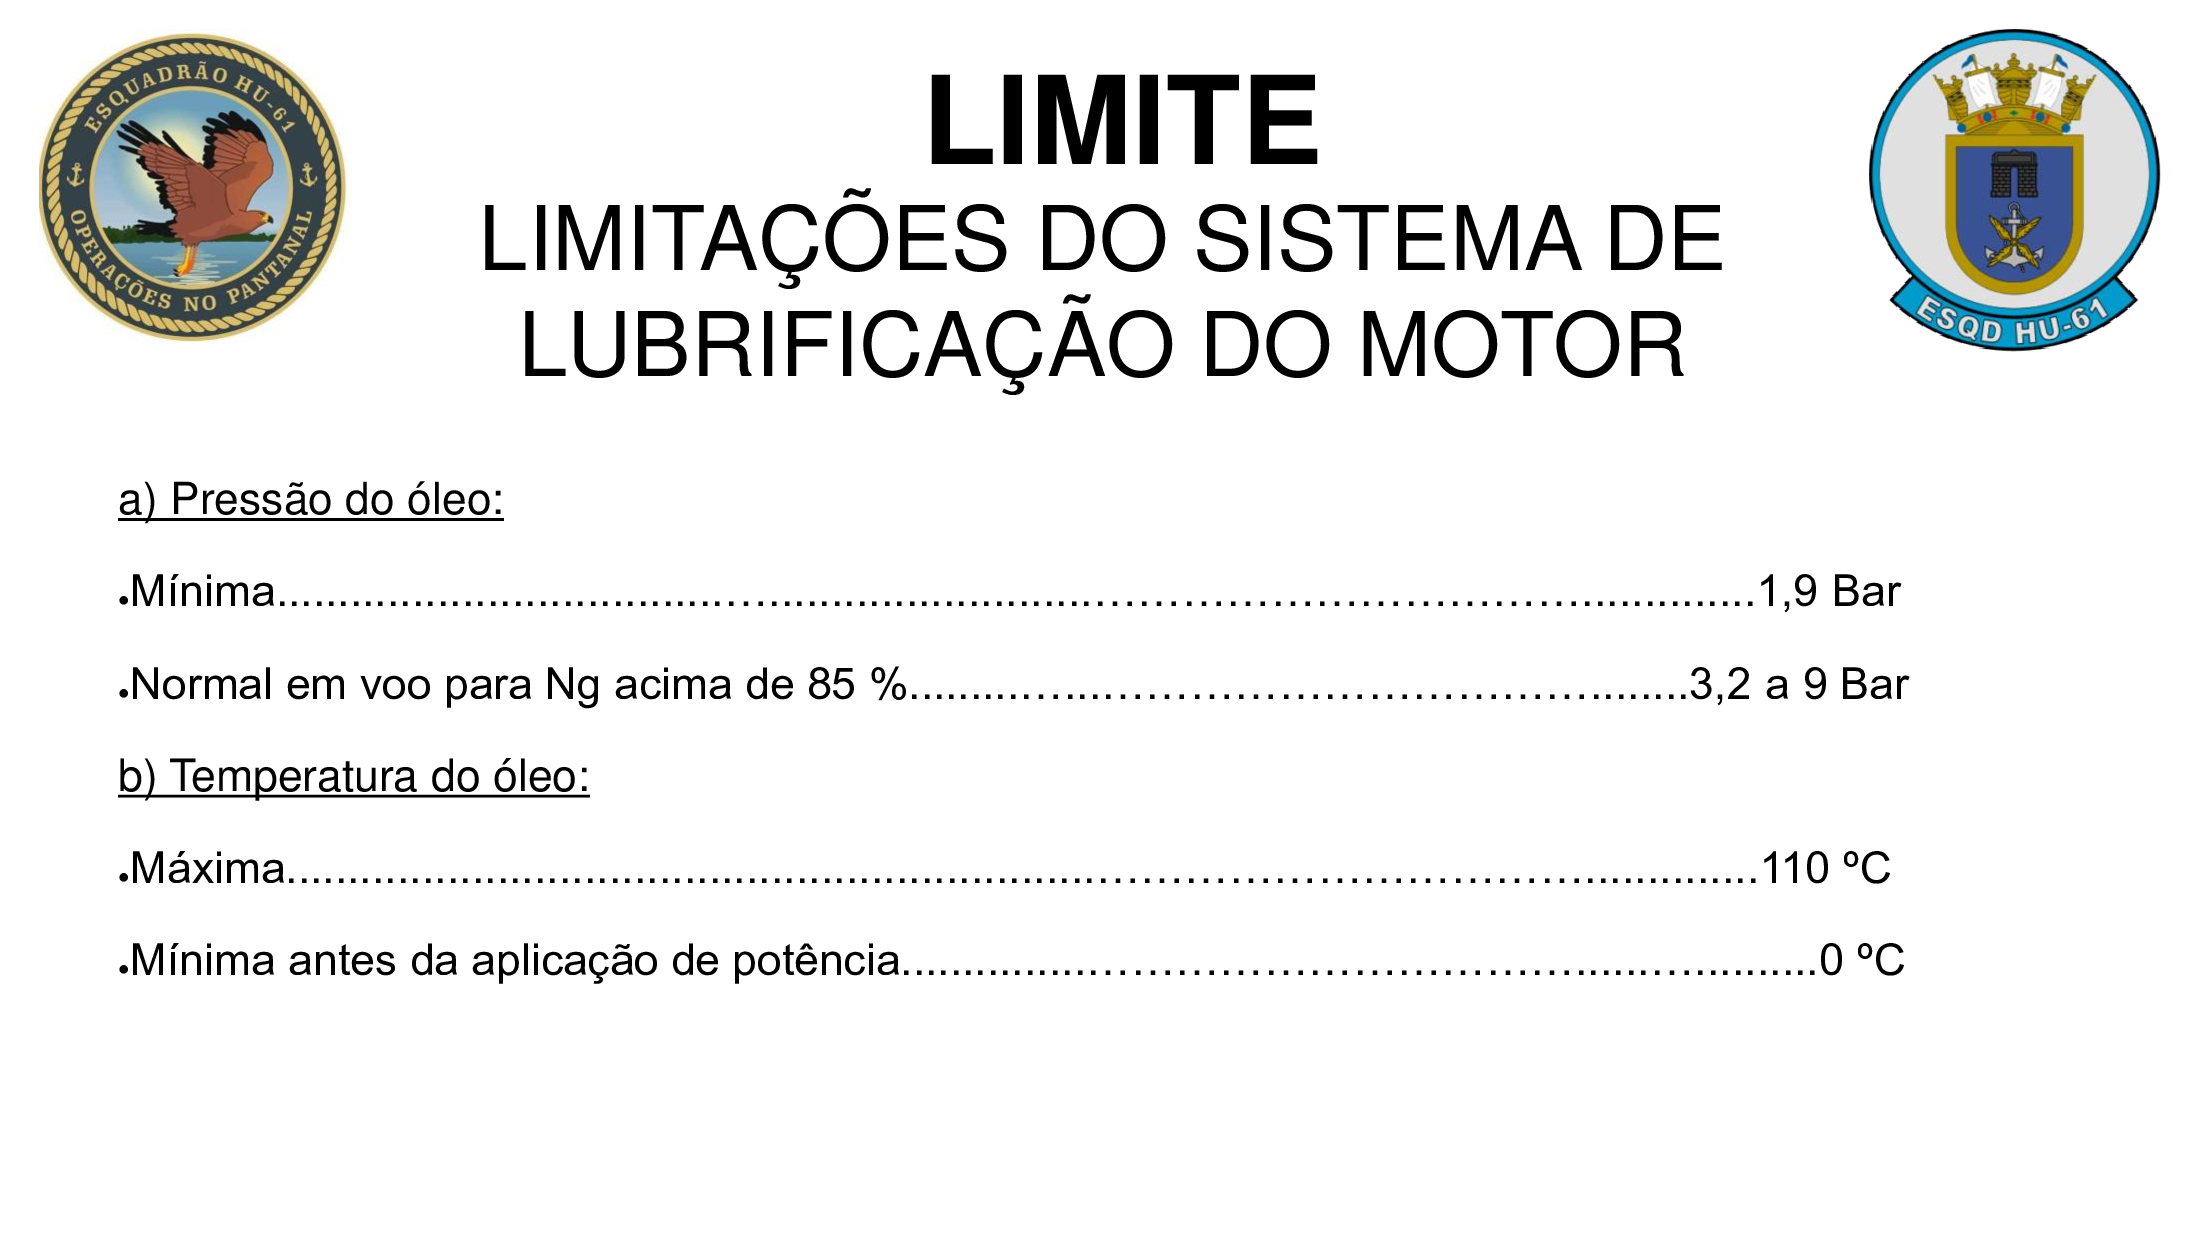 ESQUADRÃO HU-61
OPERAÇÕES NO PANTANAL
LIMITE
LIMITAÇÕES DO SISTEMA DE
LUBRIFICAÇÃO DO MOTOR
ESQD HU-61
a) Pressão do óleo:
•Mínima....................................…....................................……………………………..............1,9 Bar
•Normal em voo para Ng acima de 85 %..........…...……………………………….......3,2 a 9 Bar
b) Temperatura do óleo:
•Máxima.................................................................……………………………….............110 ºC
•Mínima antes da aplicação de potência...............……………………………….....…..........0 ºC